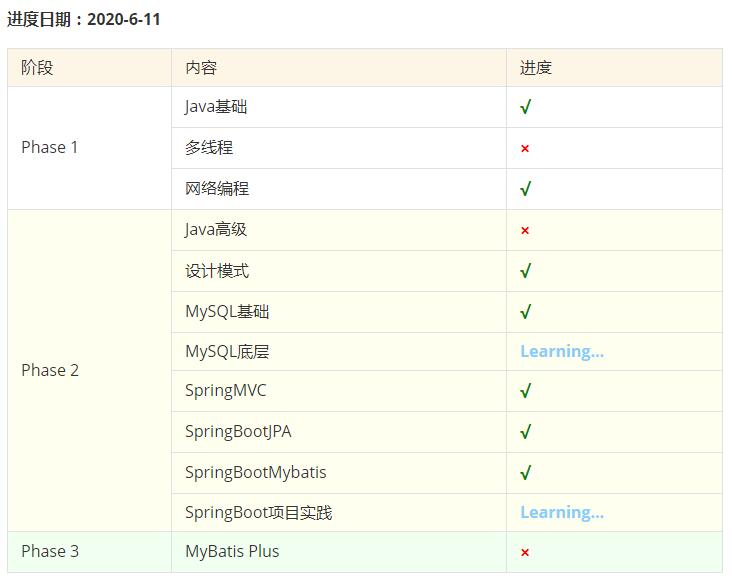 进度日期：2020-6-11
阶段 内容 进度
Phase 1
Java基础 √
多线程 ×
网络编程 √
Phase 2
Java高级 ×
设计模式 √
MySQL基础 √
MySQL底层 Learning...
SpringMVC √
SpringBootJPA √
SpringBootMybatis √
SpringBoot项目实践 Learning...
Phase 3 MyBatis Plus ×